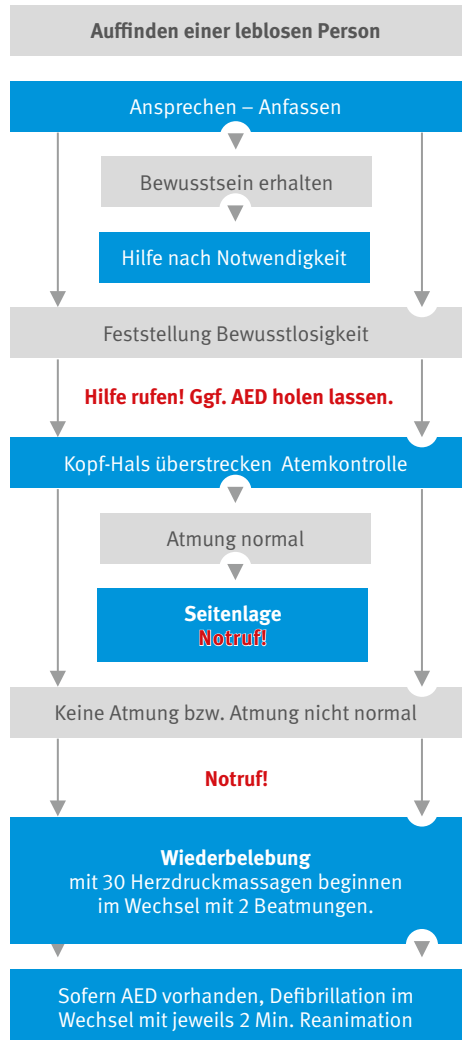 Auffinden einer leblosen Person
Ansprechen – Anfassen
Bewusstsein erhalten
Hilfe nach Notwendigkeit
Feststellung Bewusstlosigkeit
Hilfe rufen! Ggf. AED holen lassen.
Kopf-Hals überstrecken Atemkontrolle
Atmung normal
Seitenlage
Notruf!
Keine Atmung bzw. Atmung nicht normal
Notruf!
Wiederbelebung
mit 30 Herzdruckmassagen beginnen
im Wechsel mit 2 Beatmungen.
Sofern AED vorhanden, Defibrillation im
Wechsel mit jeweils 2 Min. Reanimation